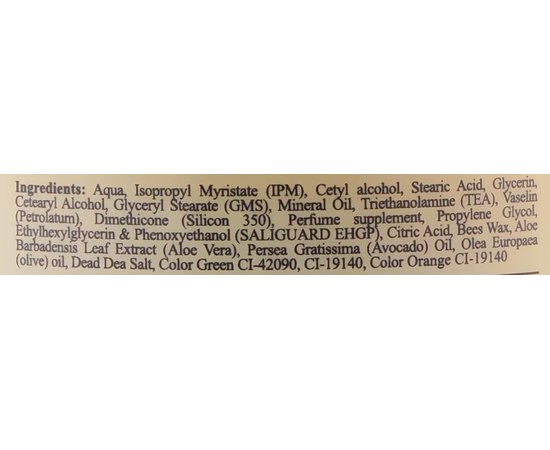 Ingredients: Aqua, Isopropyl Myristate (IPM), Cetyl alcohol, Stearic Acid, Glycerin,
Cetearyl Alcohol, Glyceryl Stearate (GMS), Mineral Oil, Triethanolamine (TEA), Vaselin
(Petrolatum), Dimethicone (Silicon 350), Perfume supplement, Propylene Glycol,
Ethylhexylglycerin & Phenoxyethanol (SALIGUARD EHGP), Citric Acid, Bees Wax, Aloe
Barbadensis Leaf Extract (Aloe Vera), Persea Gratissima (Avocado) Oil, Olea Europaea
(olive) oil, Dead Dea Salt, Color Green CI-42090, CI-19140, Color Orange CI-19140